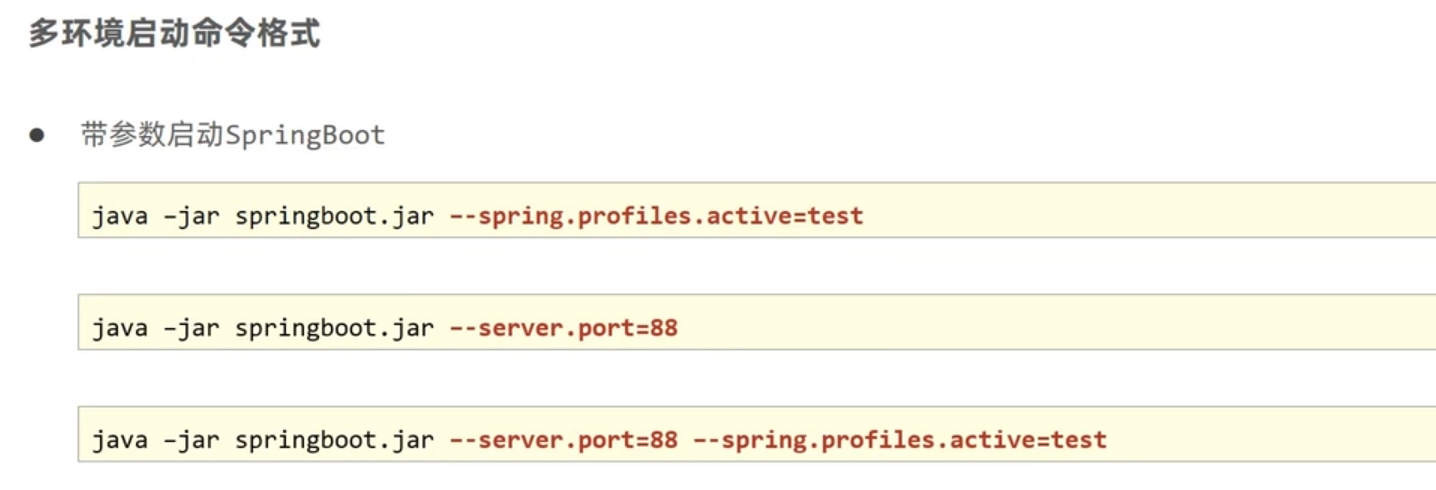 多环境启动命令格式
● 带参数启动SpringBoot
java –jar springboot.jar –-spring.profiles.active=test
java –jar springboot.jar –-server.port=88
java –jar springboot.jar –-server.port=88 –-spring.profiles.active=test